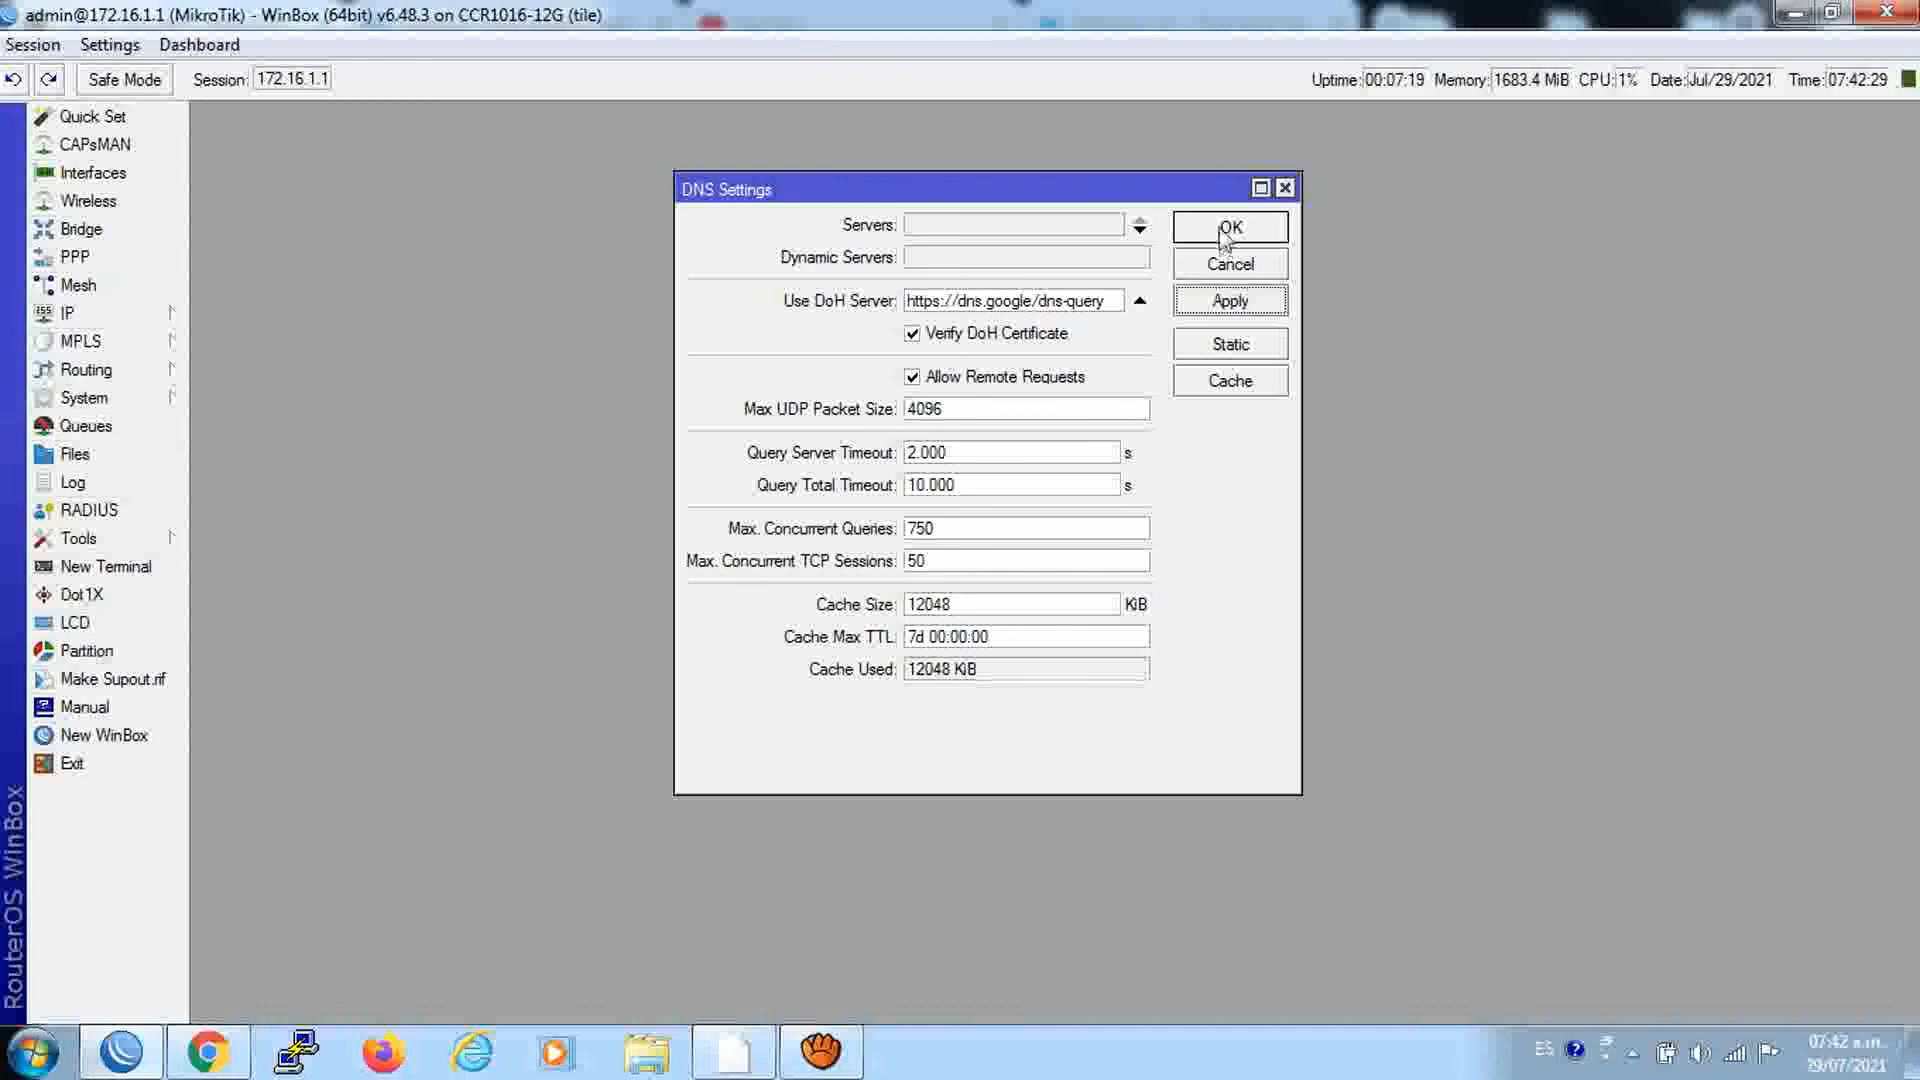 admin@172.16.1.1 (MikroTik) - WinBox (64bit) v6.48.3 on CCR1016-12G (tile)
Session Settings Dashboard
Safe Mode Session: 172.16.1.1 Uptime: 00:07:19 Memory: 1683.4 MiB CPU: 1% Date: Jul/29/2021 Time: 07:42:29
Quick Set
CAPsMAN
Interfaces
Wireless
Bridge
PPP
Mesh
IP
MPLS
Routing
System
Queues
Files
Log
RADIUS
Tools
New Terminal
Dot1X
LCD
Partition
Make Supout.rif
Manual
New WinBox
Exit
RouterOS WinBox
DNS Settings
Servers:
Dynamic Servers:
Use DoH Server: https://dns.google/dns-query
Verify DoH Certificate
Allow Remote Requests
Max UDP Packet Size: 4096
Query Server Timeout: 2.000 s
Query Total Timeout: 10.000 s
Max. Concurrent Queries: 750
Max. Concurrent TCP Sessions: 50
Cache Size: 12048 KiB
Cache Max TTL: 7d 00:00:00
Cache Used: 12048 KiB
OK
Cancel
Apply
Static
Cache
ES
07:42 a.m.
29/07/2021